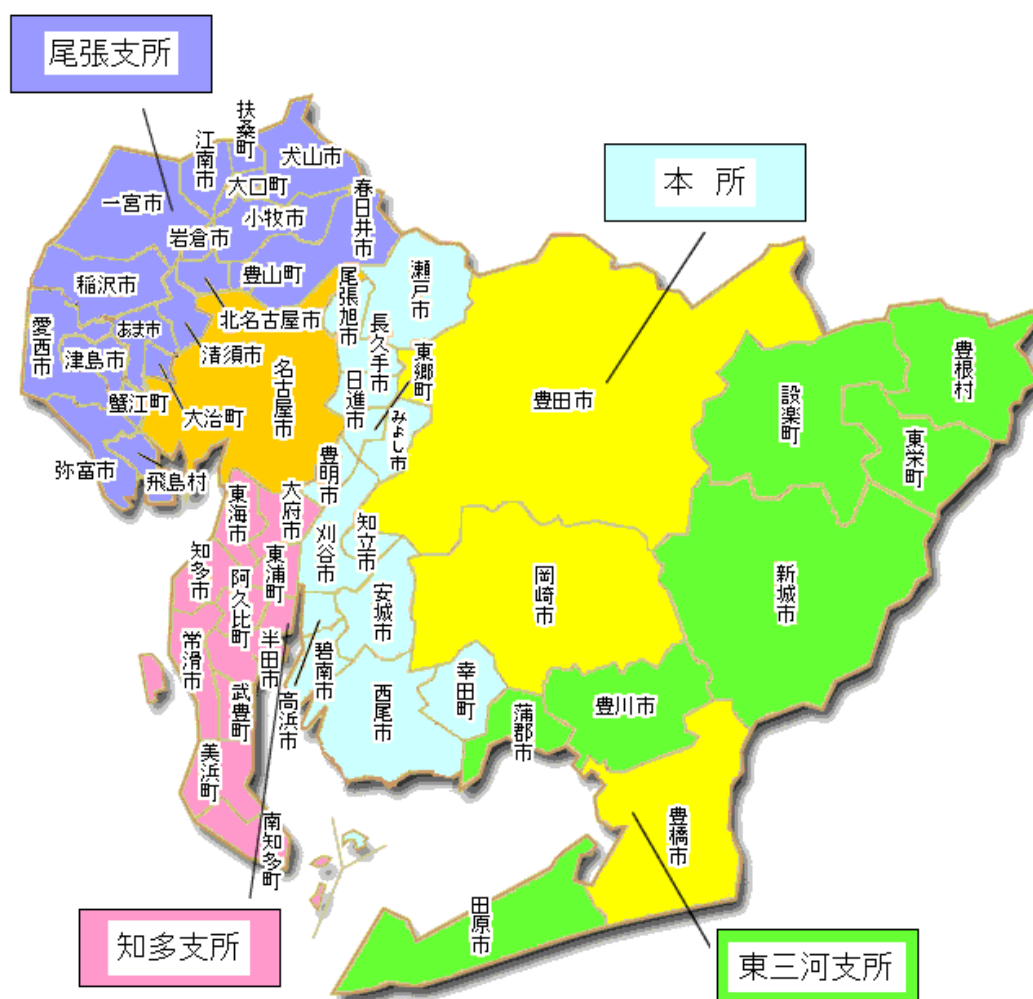 尾張支所
扶桑町
江南市
犬山市
大口町
一宮市
小牧市
春日井市
岩倉市
本 所
豊山町
稲沢市
尾張旭市
瀬戸市
北名古屋市
愛西市
あま市
津島市
清須市
長久手市
東郷町
名古屋市
日進市
みよし市
豊田市
設楽町
豊根村
東栄町
蟹江町
大治町
弥富市
飛島村
豊明市
東海市
大府市
刈谷市
知立市
知多市
阿久比町
東浦町
安城市
岡崎市
新城市
常滑市
半田市
碧南市
高浜市
武豊町
西尾市
幸田町
蒲郡市
豊川市
美浜町
南知多町
豊橋市
田原市
知多支所
東三河支所